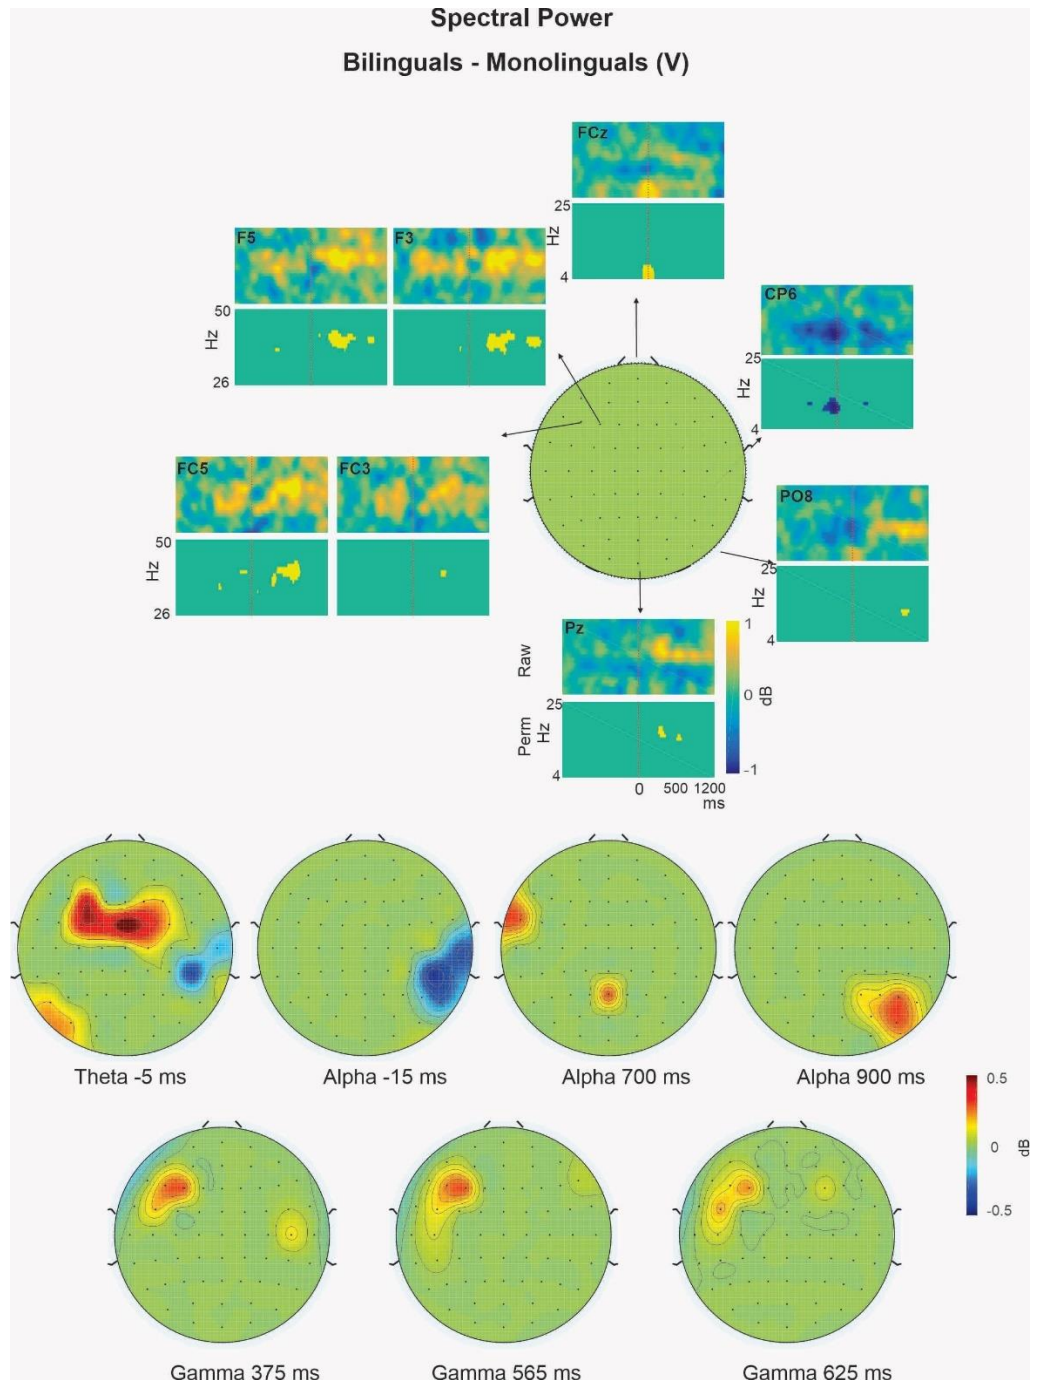 Spectral Power
Bilinguals - Monolinguals (V)
FCz
25
Hz
4
F5
F3
50
Hz
26
CP6
25
Hz
4
FC5
FC3
50
Hz
26
PO8
25
Hz
4
Pz
Raw
25
Perm
Hz
4
0 500 1200
ms
1
0
-1
dB
Theta -5 ms
Alpha -15 ms
Alpha 700 ms
Alpha 900 ms
0.5
0
-0.5
dB
Gamma 375 ms
Gamma 565 ms
Gamma 625 ms